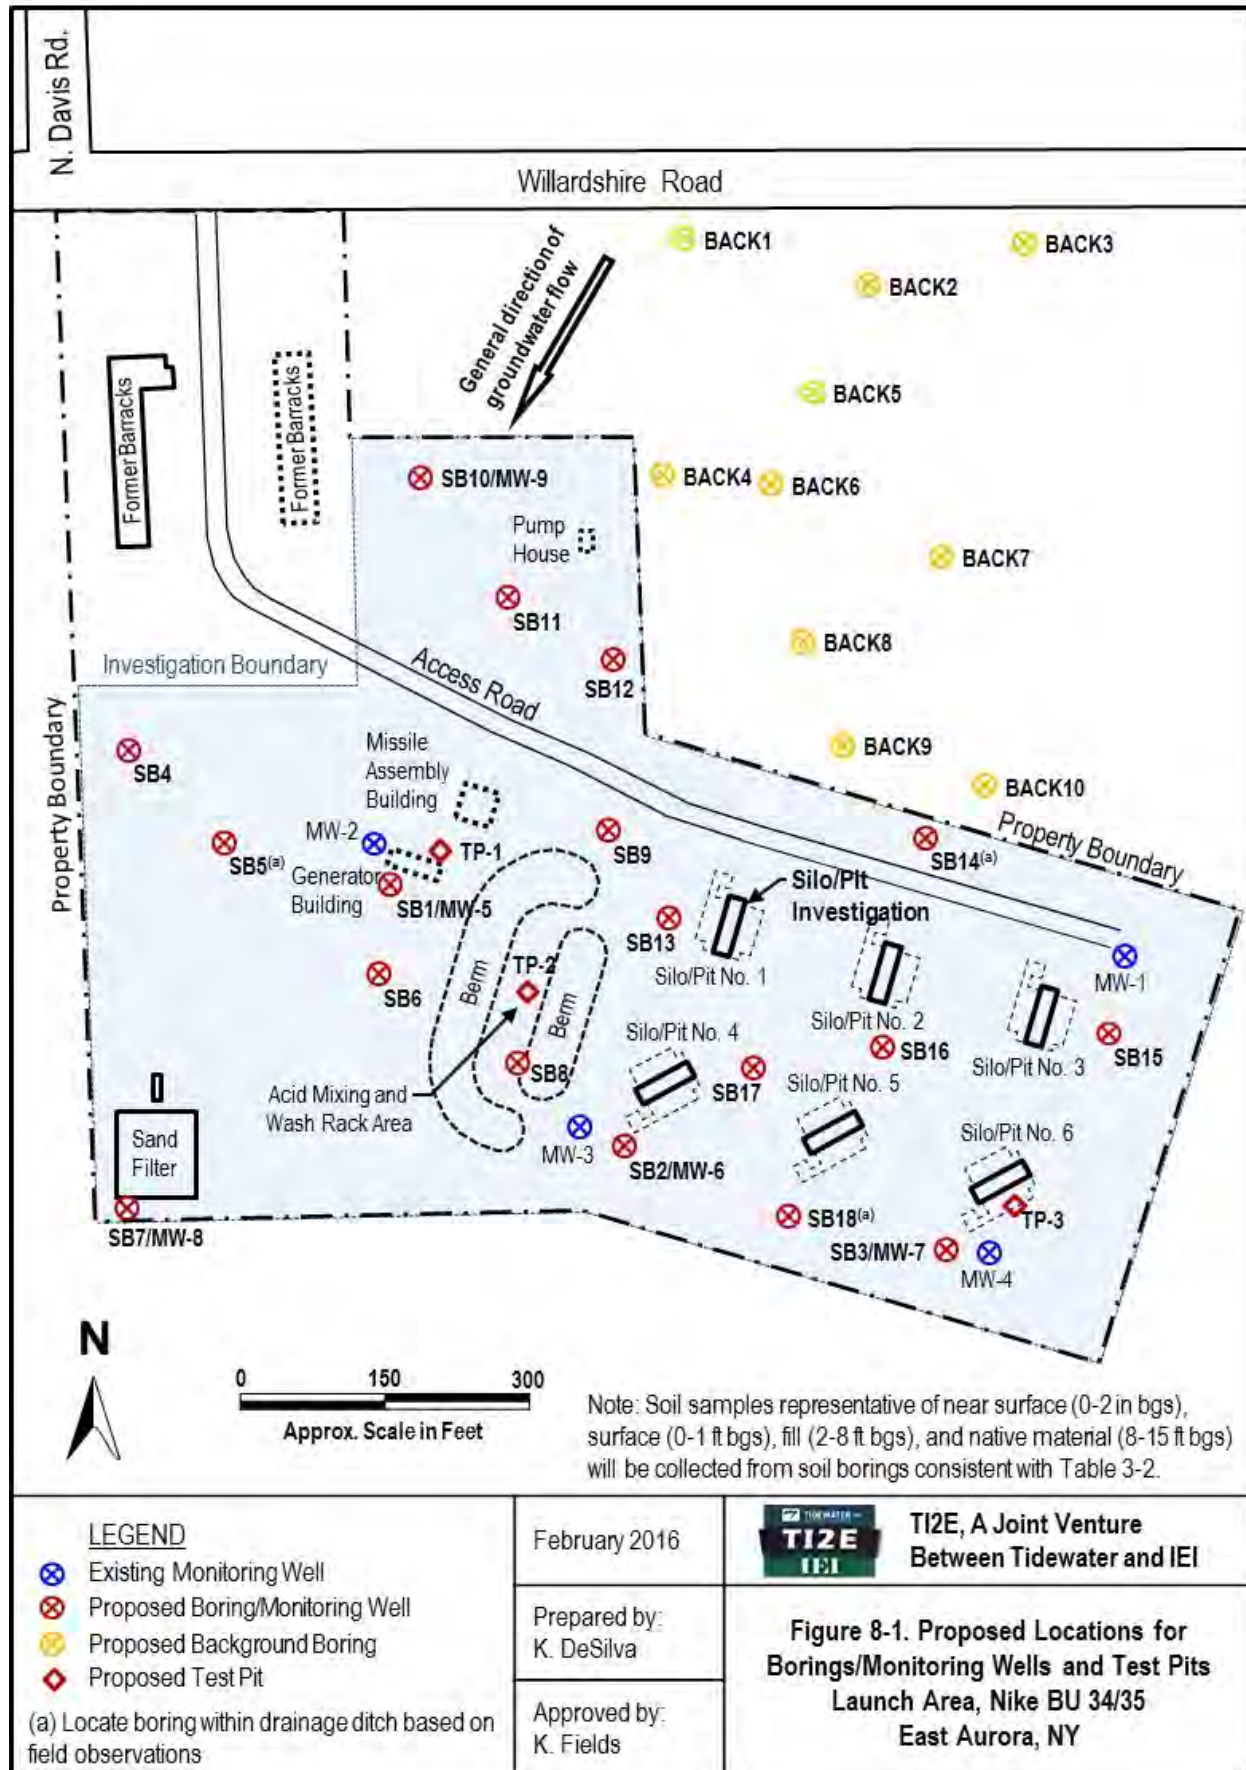 N. Davis Rd.
Willardshire Road
BACK1
BACK3
BACK2
General direction of
groundwater flow
BACK5
Former Barracks
Former Barracks
SB10/MW-9
BACK4
BACK6
Pump
House
BACK7
SB11
BACK8
Investigation Boundary
Access Road
SB12
BACK9
SB4
Missile
Assembly
Building
BACK10
Property Boundary
Property Boundary
MW-2
TP-1
SB9
SB14(a)
SB5(a)
Generator
Building
SB1/MW-5
Silo/Pit
Investigation
SB13
Silo/Pit No. 1
MW-1
TP-2
SB6
Berm
Berm
Silo/Pit No. 2
Silo/Pit No. 4
SB16
SB15
Silo/Pit No. 3
SB8
SB17
Silo/Pit No. 5
Acid Mixing and
Wash Rack Area
Sand
Filter
MW-3
SB2/MW-6
Silo/Pit No. 6
SB7/MW-8
SB18(a)
TP-3
SB3/MW-7
MW-4
N
0 150 300
Approx. Scale in Feet
Note: Soil samples representative of near surface (0-2 in bgs),
surface (0-1 ft bgs), fill (2-8 ft bgs), and native material (8-15 ft bgs)
will be collected from soil borings consistent with Table 3-2.
LEGEND
Existing Monitoring Well
Proposed Boring/Monitoring Well
Proposed Background Boring
Proposed Test Pit
(a) Locate boring within drainage ditch based on
field observations
February 2016
Prepared by:
K. DeSilva
Approved by:
K. Fields
TIDEWATER
TI2E
IEI
TI2E, A Joint Venture
Between Tidewater and IEI
Figure 8-1. Proposed Locations for
Borings/Monitoring Wells and Test Pits
Launch Area, Nike BU 34/35
East Aurora, NY